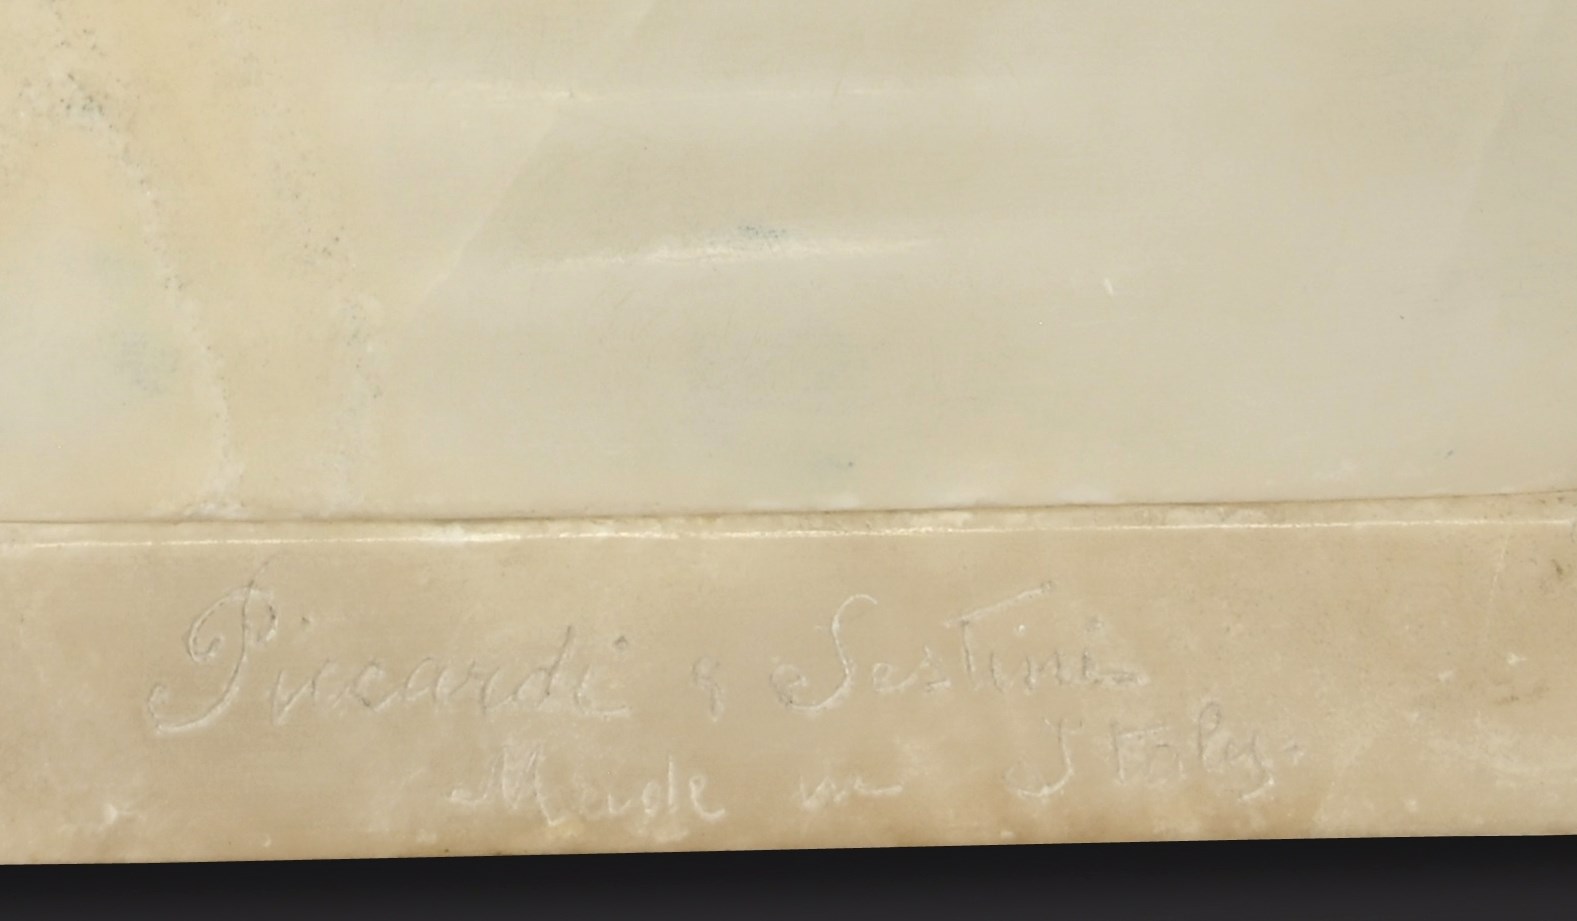 Piccardi & Sestini
Made in Italy.